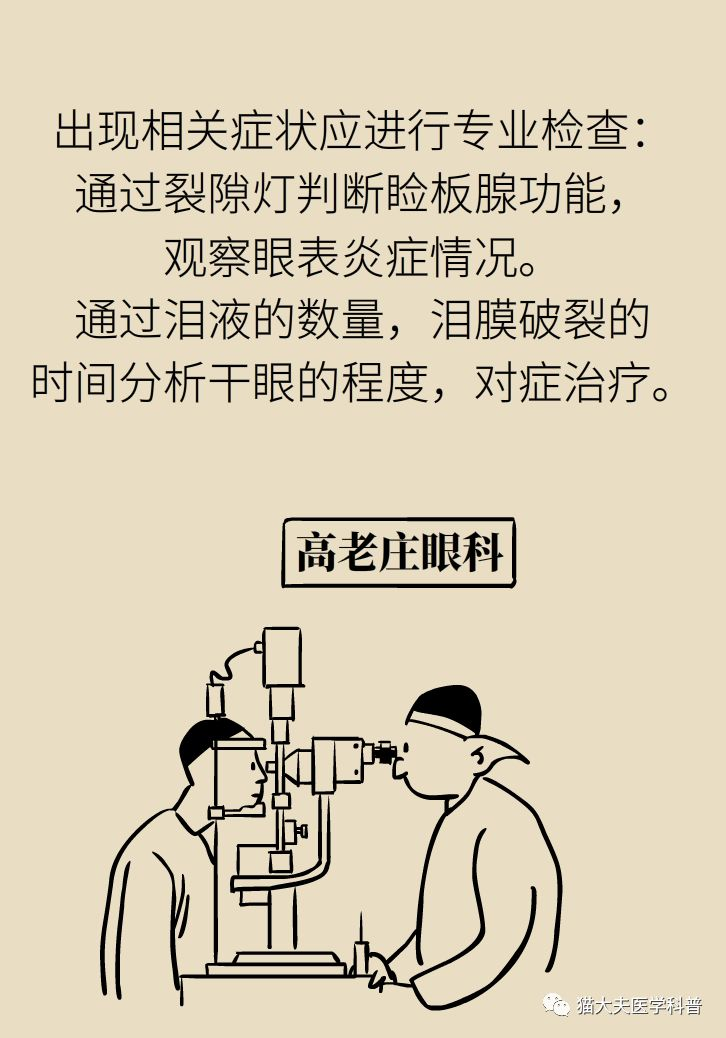 出现相关症状应进行专业检查：
通过裂隙灯判断睑板腺功能，
观察眼表炎症情况。
通过泪液的数量，泪膜破裂的
时间分析干眼的程度，对症治疗。
高老庄眼科
猫大夫医学科普